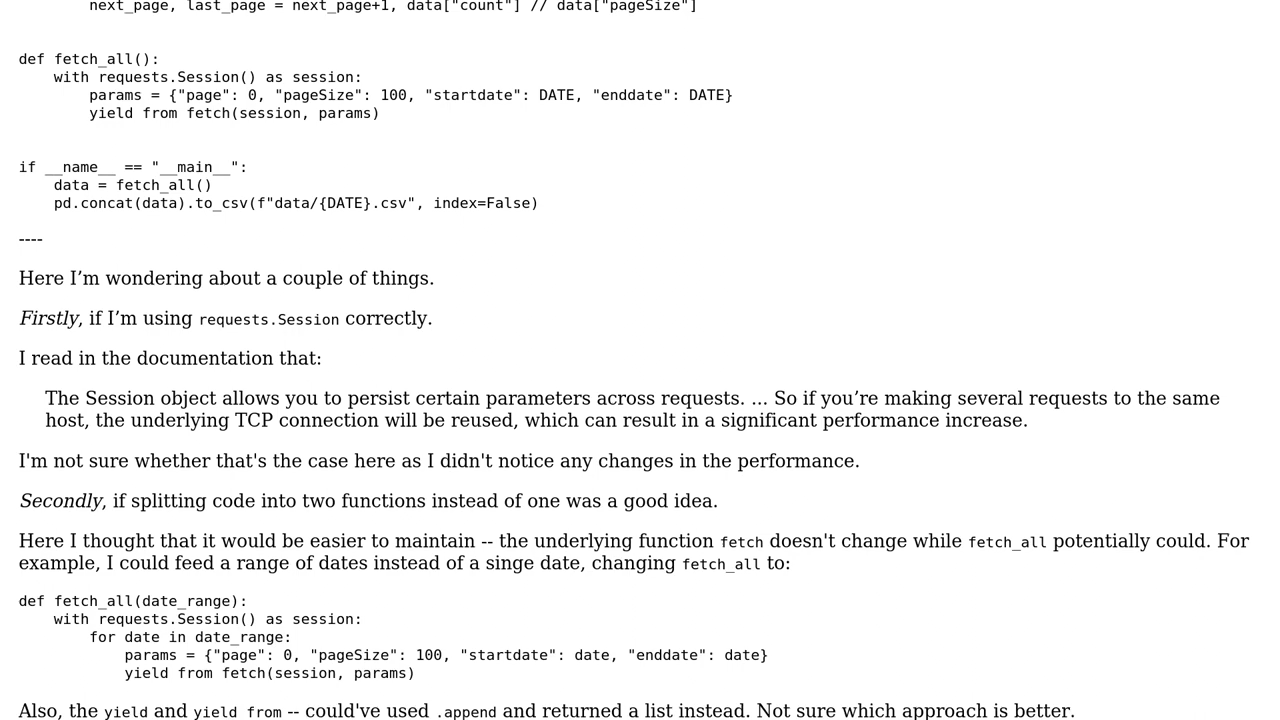 next_page, last_page = next_page+1, data["count"] // data["pageSize"]
def fetch_all():
    with requests.Session() as session:
        params = {"page": 0, "pageSize": 100, "startdate": DATE, "enddate": DATE}
        yield from fetch(session, params)
if __name__ == "__main__":
    data = fetch_all()
    pd.concat(data).to_csv(f"data/{DATE}.csv", index=False)
----
Here I’m wondering about a couple of things.
Firstly, if I’m using requests.Session correctly.
I read in the documentation that:
The Session object allows you to persist certain parameters across requests. ... So if you’re making several requests to the same
host, the underlying TCP connection will be reused, which can result in a significant performance increase.
I'm not sure whether that's the case here as I didn't notice any changes in the performance.
Secondly, if splitting code into two functions instead of one was a good idea.
Here I thought that it would be easier to maintain -- the underlying function fetch doesn't change while fetch_all potentially could. For
example, I could feed a range of dates instead of a singe date, changing fetch_all to:
def fetch_all(date_range):
    with requests.Session() as session:
        for date in date_range:
            params = {"page": 0, "pageSize": 100, "startdate": date, "enddate": date}
            yield from fetch(session, params)
Also, the yield and yield from -- could've used .append and returned a list instead. Not sure which approach is better.